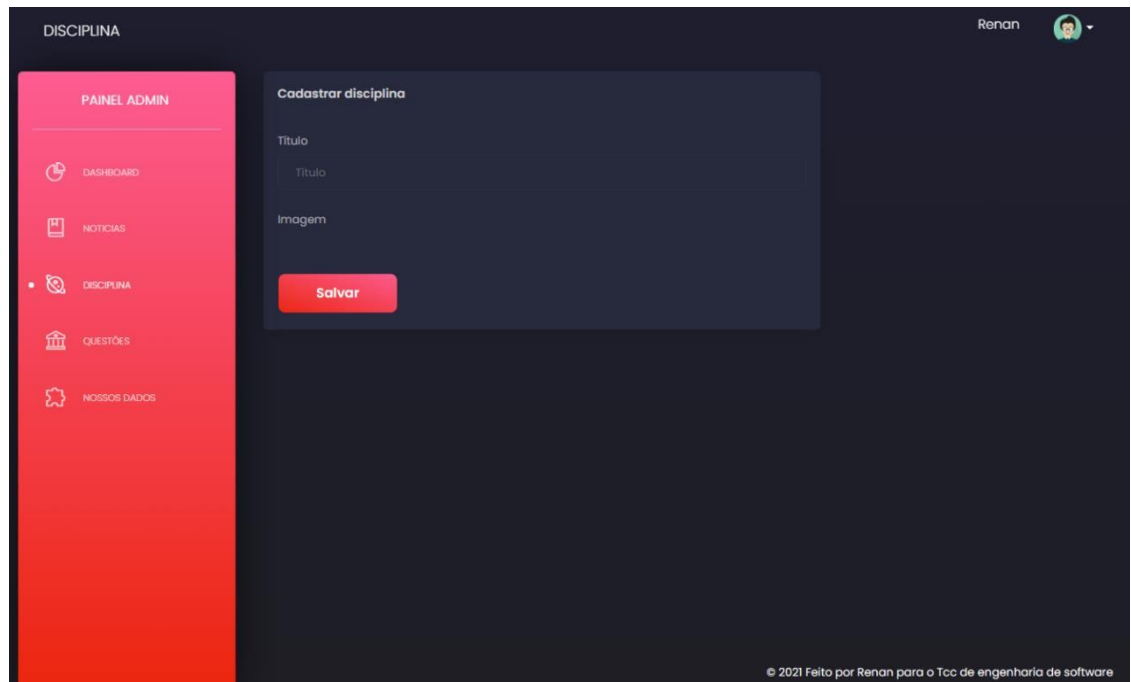 DISCIPLINA
Renan
PAINEL ADMIN
DASHBOARD
NOTICIAS
DISCIPLINA
QUESTÕES
NOSSOS DADOS
Cadastrar disciplina
Título
Título
Imagem
Salvar
© 2021 Feito por Renan para o Tcc de engenharia de software